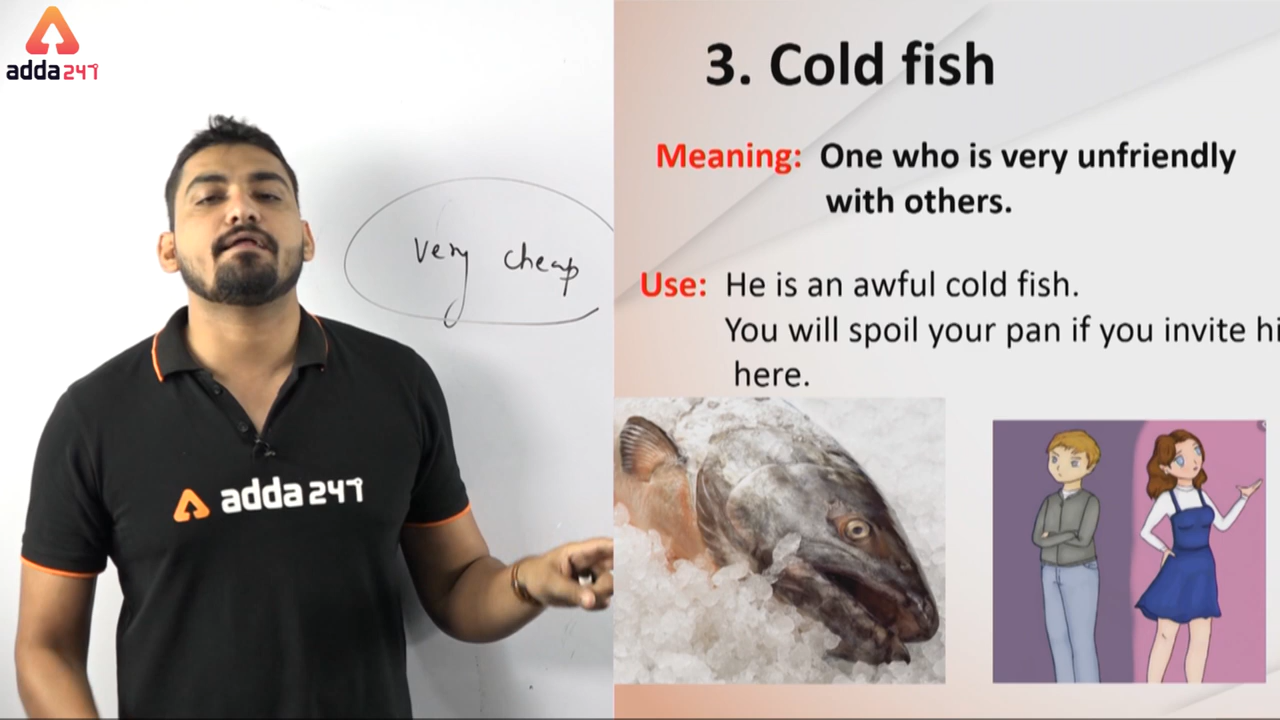 adda247
very cheap
adda247
3. Cold fish
Meaning: One who is very unfriendly
with others.
Use: He is an awful cold fish.
You will spoil your pan if you invite hi
here.